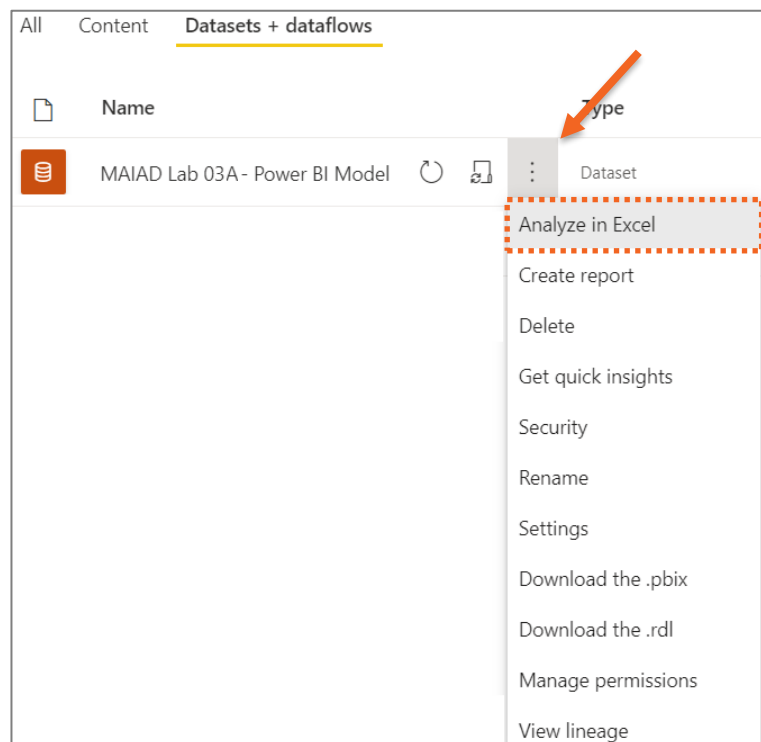 All Content Datasets + dataflows
Name Type
MAIAD Lab 03A - Power BI Model Dataset
Analyze in Excel
Create report
Delete
Get quick insights
Security
Rename
Settings
Download the .pbix
Download the .rdl
Manage permissions
View lineage